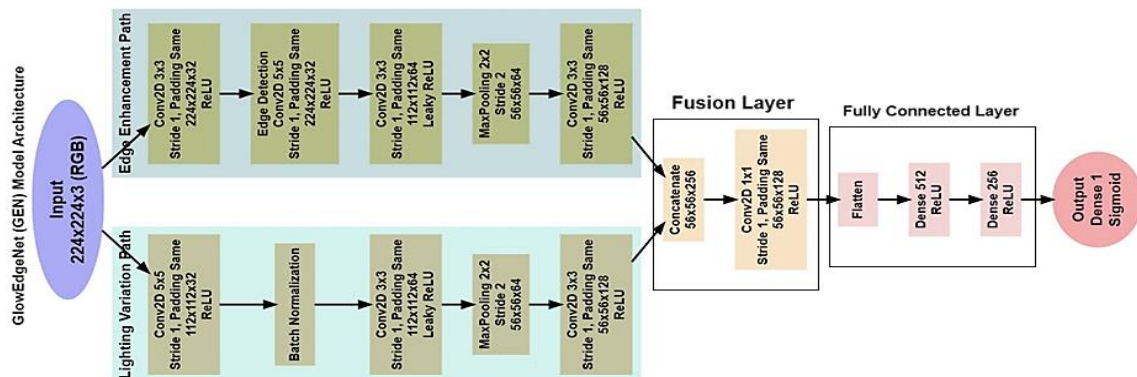 GlowEdgeNet (GEN) Model Architecture
Input
224x224x3 (RGB)
Edge Enhancement Path
Conv2D 3x3
Stride 1, Padding Same
224x224x32
ReLU
Edge Detection
Conv2D 5x5
Stride 1, Padding Same
224x224x32
ReLU
Conv2D 3x3
Stride 1, Padding Same
112x112x64
Leaky ReLU
MaxPooling 2x2
Stride 2
56x56x64
Conv2D 3x3
Stride 1, Padding Same
56x56x128
ReLU
Lighting Variation Path
Conv2D 5x5
Stride 1, Padding Same
112x112x32
ReLU
Batch Normalization
Conv2D 3x3
Stride 1, Padding Same
112x112x64
Leaky ReLU
MaxPooling 2x2
Stride 2
56x56x64
Conv2D 3x3
Stride 1, Padding Same
56x56x128
ReLU
Fusion Layer
Concatenate
56x56x256
Conv2D 1x1
Stride 1, Padding Same
56x56x128
ReLU
Fully Connected Layer
Flatten
Dense 512
ReLU
Dense 256
ReLU
Output
Dense 1
Sigmoid